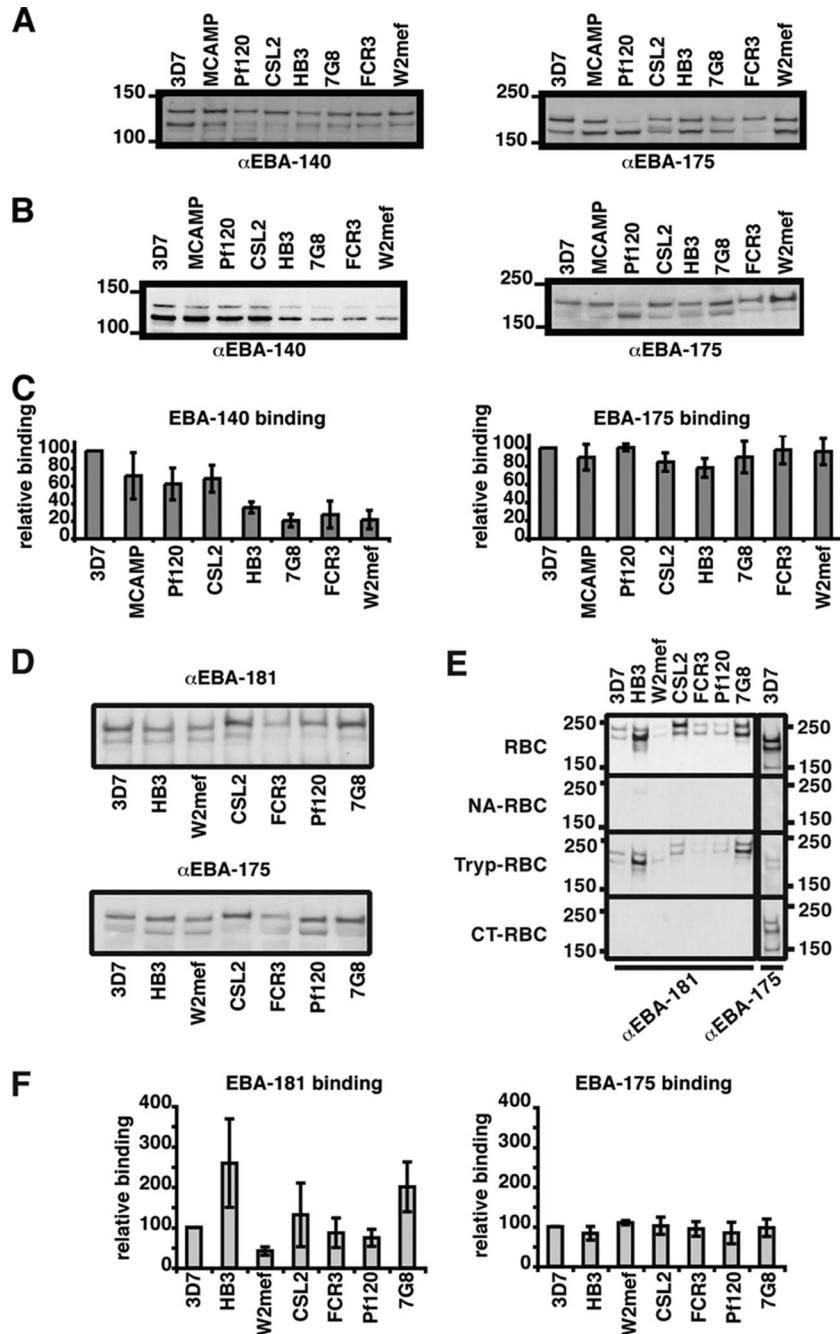 A
3D7 MCAMP Pf120 CSL2 HB3 7G8 FCR3 W2mef
150
100
αEBA-140
3D7 MCAMP Pf120 CSL2 HB3 7G8 FCR3 W2mef
250
150
αEBA-175
B
3D7 MCAMP Pf120 CSL2 HB3 7G8 FCR3 W2mef
150
100
αEBA-140
3D7 MCAMP Pf120 CSL2 HB3 7G8 FCR3 W2mef
250
150
αEBA-175
C
EBA-140 binding
relative binding
100
80
60
40
20
0
3D7 MCAMP Pf120 CSL2 HB3 7G8 FCR3 W2mef
EBA-175 binding
relative binding
100
80
60
40
20
0
3D7 MCAMP Pf120 CSL2 HB3 7G8 FCR3 W2mef
D
αEBA-181
3D7 HB3 W2mef CSL2 FCR3 Pf120 7G8
αEBA-175
3D7 HB3 W2mef CSL2 FCR3 Pf120 7G8
E
3D7 HB3 W2mef CSL2 FCR3 Pf120 7G8 3D7
RBC 250 250
150 150
NA-RBC 250 250
150 150
Tryp-RBC 250 250
150 150
CT-RBC 250 250
150 150
αEBA-181 αEBA-175
F
EBA-181 binding
relative binding
400
300
200
100
0
3D7 HB3 W2mef CSL2 FCR3 Pf120 7G8
EBA-175 binding
relative binding
400
300
200
100
0
3D7 HB3 W2mef CSL2 FCR3 Pf120 7G8